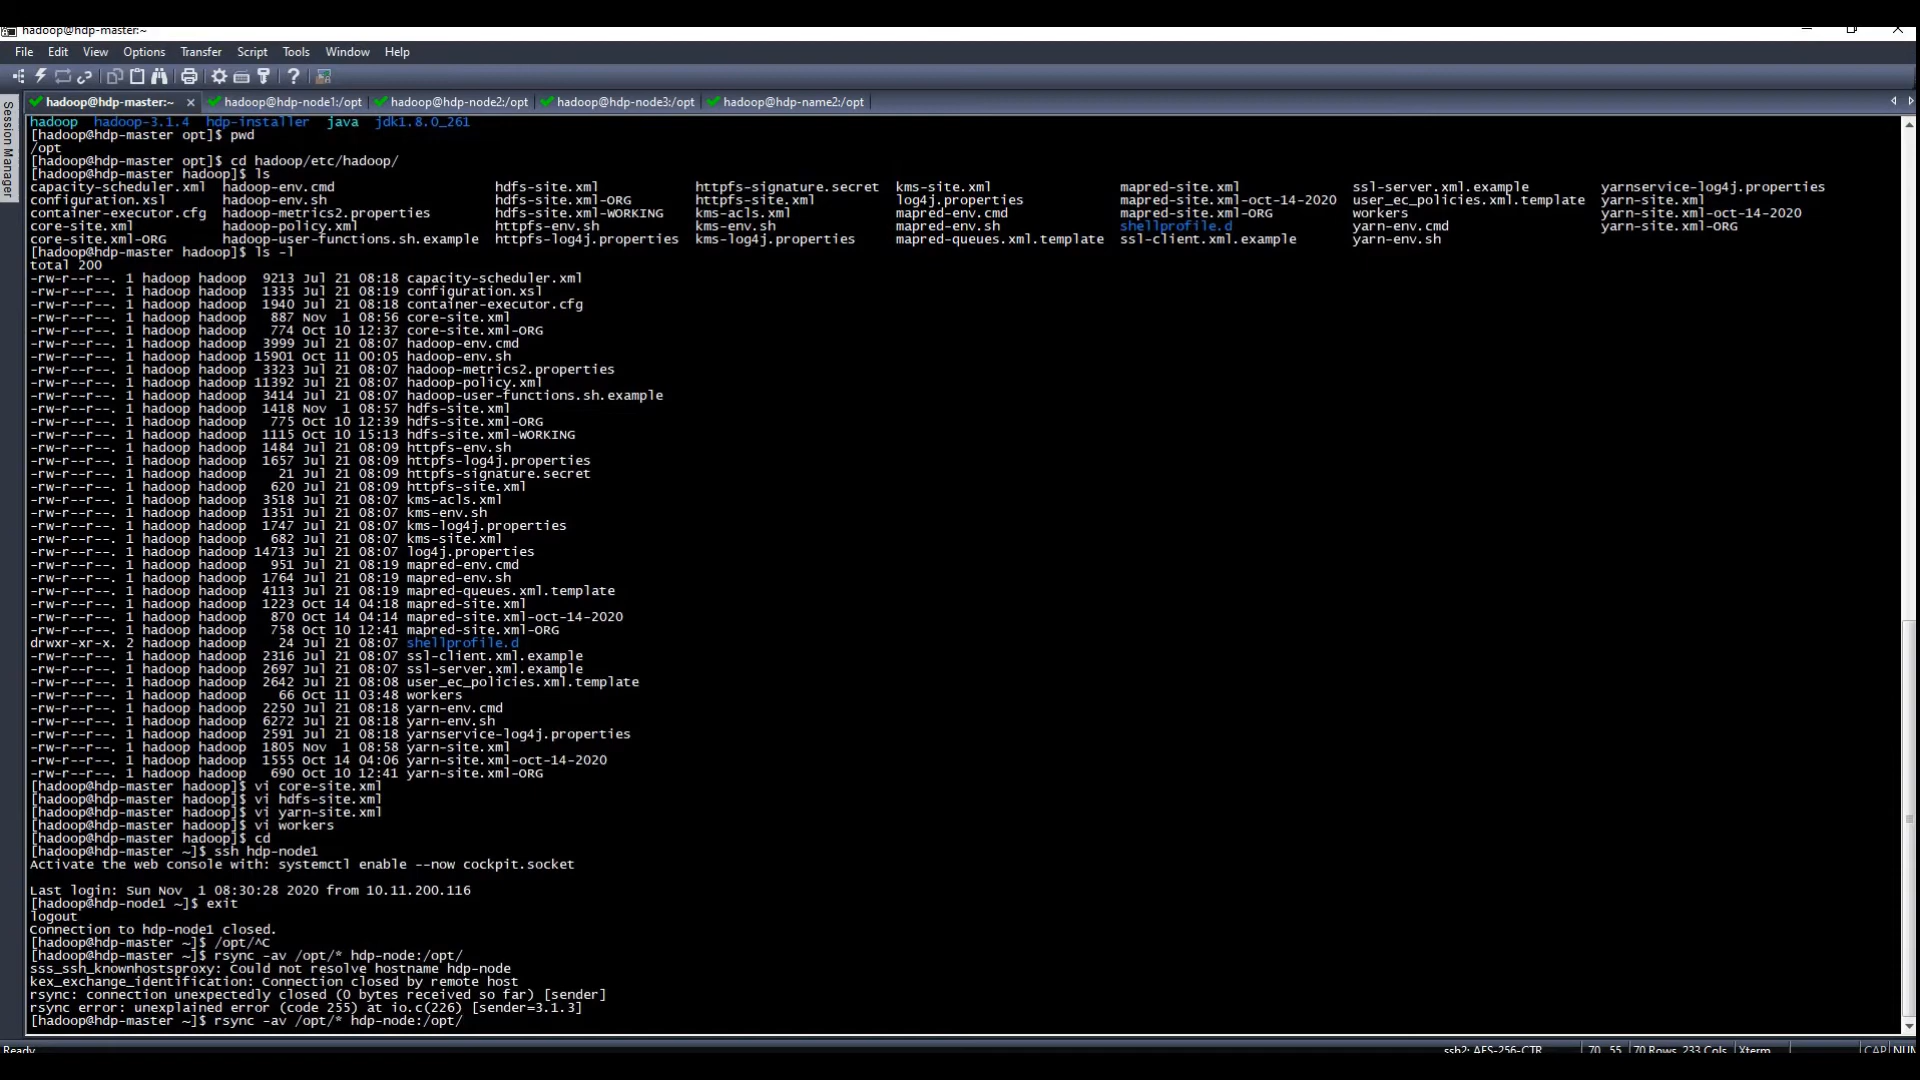 hadoop@hdp-master:~
File Edit View Options Transfer Script Tools Window Help
Session Manager
hadoop@hdp-master:~ × hadoop@hdp-node1:/opt hadoop@hdp-node2:/opt hadoop@hdp-node3:/opt hadoop@hdp-name2:/opt
hadoop hadoop-3.1.4 hdp-installer java jdk1.8.0_261
[hadoop@hdp-master opt]$ pwd
/opt
[hadoop@hdp-master opt]$ cd hadoop/etc/hadoop/
[hadoop@hdp-master hadoop]$ ls
capacity-scheduler.xml hadoop-env.cmd hdfs-site.xml httpfs-signature.secret kms-site.xml mapred-site.xml ssl-server.xml.example yarnservice-log4j.properties
configuration.xsl hadoop-env.sh hdfs-site.xml-ORG httpfs-site.xml log4j.properties mapred-site.xml-oct-14-2020 user_ec_policies.xml.template yarn-site.xml
container-executor.cfg hadoop-metrics2.properties hdfs-site.xml-WORKING kms-acls.xml mapred-env.cmd mapred-site.xml-ORG workers yarn-site.xml-oct-14-2020
core-site.xml hadoop-policy.xml httpfs-env.sh kms-env.sh mapred-env.sh shellprofile.d yarn-env.cmd yarn-site.xml-ORG
core-site.xml-ORG hadoop-user-functions.sh.example httpfs-log4j.properties kms-log4j.properties mapred-queues.xml.template ssl-client.xml.example yarn-env.sh
[hadoop@hdp-master hadoop]$ ls -l
total 200
-rw-r--r--. 1 hadoop hadoop 9213 Jul 21 08:18 capacity-scheduler.xml
-rw-r--r--. 1 hadoop hadoop 1335 Jul 21 08:19 configuration.xsl
-rw-r--r--. 1 hadoop hadoop 1940 Jul 21 08:18 container-executor.cfg
-rw-r--r--. 1 hadoop hadoop 887 Nov 1 08:56 core-site.xml
-rw-r--r--. 1 hadoop hadoop 774 Oct 10 12:37 core-site.xml-ORG
-rw-r--r--. 1 hadoop hadoop 3999 Jul 21 08:07 hadoop-env.cmd
-rw-r--r--. 1 hadoop hadoop 15901 Oct 11 00:05 hadoop-env.sh
-rw-r--r--. 1 hadoop hadoop 3323 Jul 21 08:07 hadoop-metrics2.properties
-rw-r--r--. 1 hadoop hadoop 11392 Jul 21 08:07 hadoop-policy.xml
-rw-r--r--. 1 hadoop hadoop 3414 Jul 21 08:07 hadoop-user-functions.sh.example
-rw-r--r--. 1 hadoop hadoop 1418 Nov 1 08:57 hdfs-site.xml
-rw-r--r--. 1 hadoop hadoop 775 Oct 10 12:39 hdfs-site.xml-ORG
-rw-r--r--. 1 hadoop hadoop 1115 Oct 10 15:13 hdfs-site.xml-WORKING
-rw-r--r--. 1 hadoop hadoop 1484 Jul 21 08:09 httpfs-env.sh
-rw-r--r--. 1 hadoop hadoop 1657 Jul 21 08:09 httpfs-log4j.properties
-rw-r--r--. 1 hadoop hadoop 21 Jul 21 08:09 httpfs-signature.secret
-rw-r--r--. 1 hadoop hadoop 620 Jul 21 08:09 httpfs-site.xml
-rw-r--r--. 1 hadoop hadoop 3518 Jul 21 08:07 kms-acls.xml
-rw-r--r--. 1 hadoop hadoop 1351 Jul 21 08:07 kms-env.sh
-rw-r--r--. 1 hadoop hadoop 1747 Jul 21 08:07 kms-log4j.properties
-rw-r--r--. 1 hadoop hadoop 682 Jul 21 08:07 kms-site.xml
-rw-r--r--. 1 hadoop hadoop 14713 Jul 21 08:07 log4j.properties
-rw-r--r--. 1 hadoop hadoop 951 Jul 21 08:19 mapred-env.cmd
-rw-r--r--. 1 hadoop hadoop 1764 Jul 21 08:19 mapred-env.sh
-rw-r--r--. 1 hadoop hadoop 4113 Jul 21 08:19 mapred-queues.xml.template
-rw-r--r--. 1 hadoop hadoop 1223 Oct 14 04:18 mapred-site.xml
-rw-r--r--. 1 hadoop hadoop 870 Oct 14 04:14 mapred-site.xml-oct-14-2020
-rw-r--r--. 1 hadoop hadoop 758 Oct 10 12:41 mapred-site.xml-ORG
drwxr-xr-x. 2 hadoop hadoop 24 Jul 21 08:07 shellprofile.d
-rw-r--r--. 1 hadoop hadoop 2316 Jul 21 08:07 ssl-client.xml.example
-rw-r--r--. 1 hadoop hadoop 2697 Jul 21 08:07 ssl-server.xml.example
-rw-r--r--. 1 hadoop hadoop 2642 Jul 21 08:08 user_ec_policies.xml.template
-rw-r--r--. 1 hadoop hadoop 66 Oct 11 03:48 workers
-rw-r--r--. 1 hadoop hadoop 2250 Jul 21 08:18 yarn-env.cmd
-rw-r--r--. 1 hadoop hadoop 6272 Jul 21 08:18 yarn-env.sh
-rw-r--r--. 1 hadoop hadoop 2591 Jul 21 08:18 yarnservice-log4j.properties
-rw-r--r--. 1 hadoop hadoop 1805 Nov 1 08:58 yarn-site.xml
-rw-r--r--. 1 hadoop hadoop 1555 Oct 14 04:06 yarn-site.xml-oct-14-2020
-rw-r--r--. 1 hadoop hadoop 690 Oct 10 12:41 yarn-site.xml-ORG
[hadoop@hdp-master hadoop]$ vi core-site.xml
[hadoop@hdp-master hadoop]$ vi hdfs-site.xml
[hadoop@hdp-master hadoop]$ vi yarn-site.xml
[hadoop@hdp-master hadoop]$ vi workers
[hadoop@hdp-master hadoop]$ cd
[hadoop@hdp-master ~]$ ssh hdp-node1
Activate the web console with: systemctl enable --now cockpit.socket
Last login: Sun Nov 1 08:30:28 2020 from 10.11.200.116
[hadoop@hdp-node1 ~]$ exit
logout
Connection to hdp-node1 closed.
[hadoop@hdp-master ~]$ /opt/^C
[hadoop@hdp-master ~]$ rsync -av /opt/* hdp-node:/opt/
sss_ssh_knownhostsproxy: Could not resolve hostname hdp-node
kex_exchange_identification: Connection closed by remote host
rsync: connection unexpectedly closed (0 bytes received so far) [sender]
rsync error: unexplained error (code 255) at io.c(226) [sender=3.1.3]
[hadoop@hdp-master ~]$ rsync -av /opt/* hdp-node:/opt/
Ready ssh2: AES-256-CTR 70, 55 70 Rows, 233 Cols Xterm CAP NUM